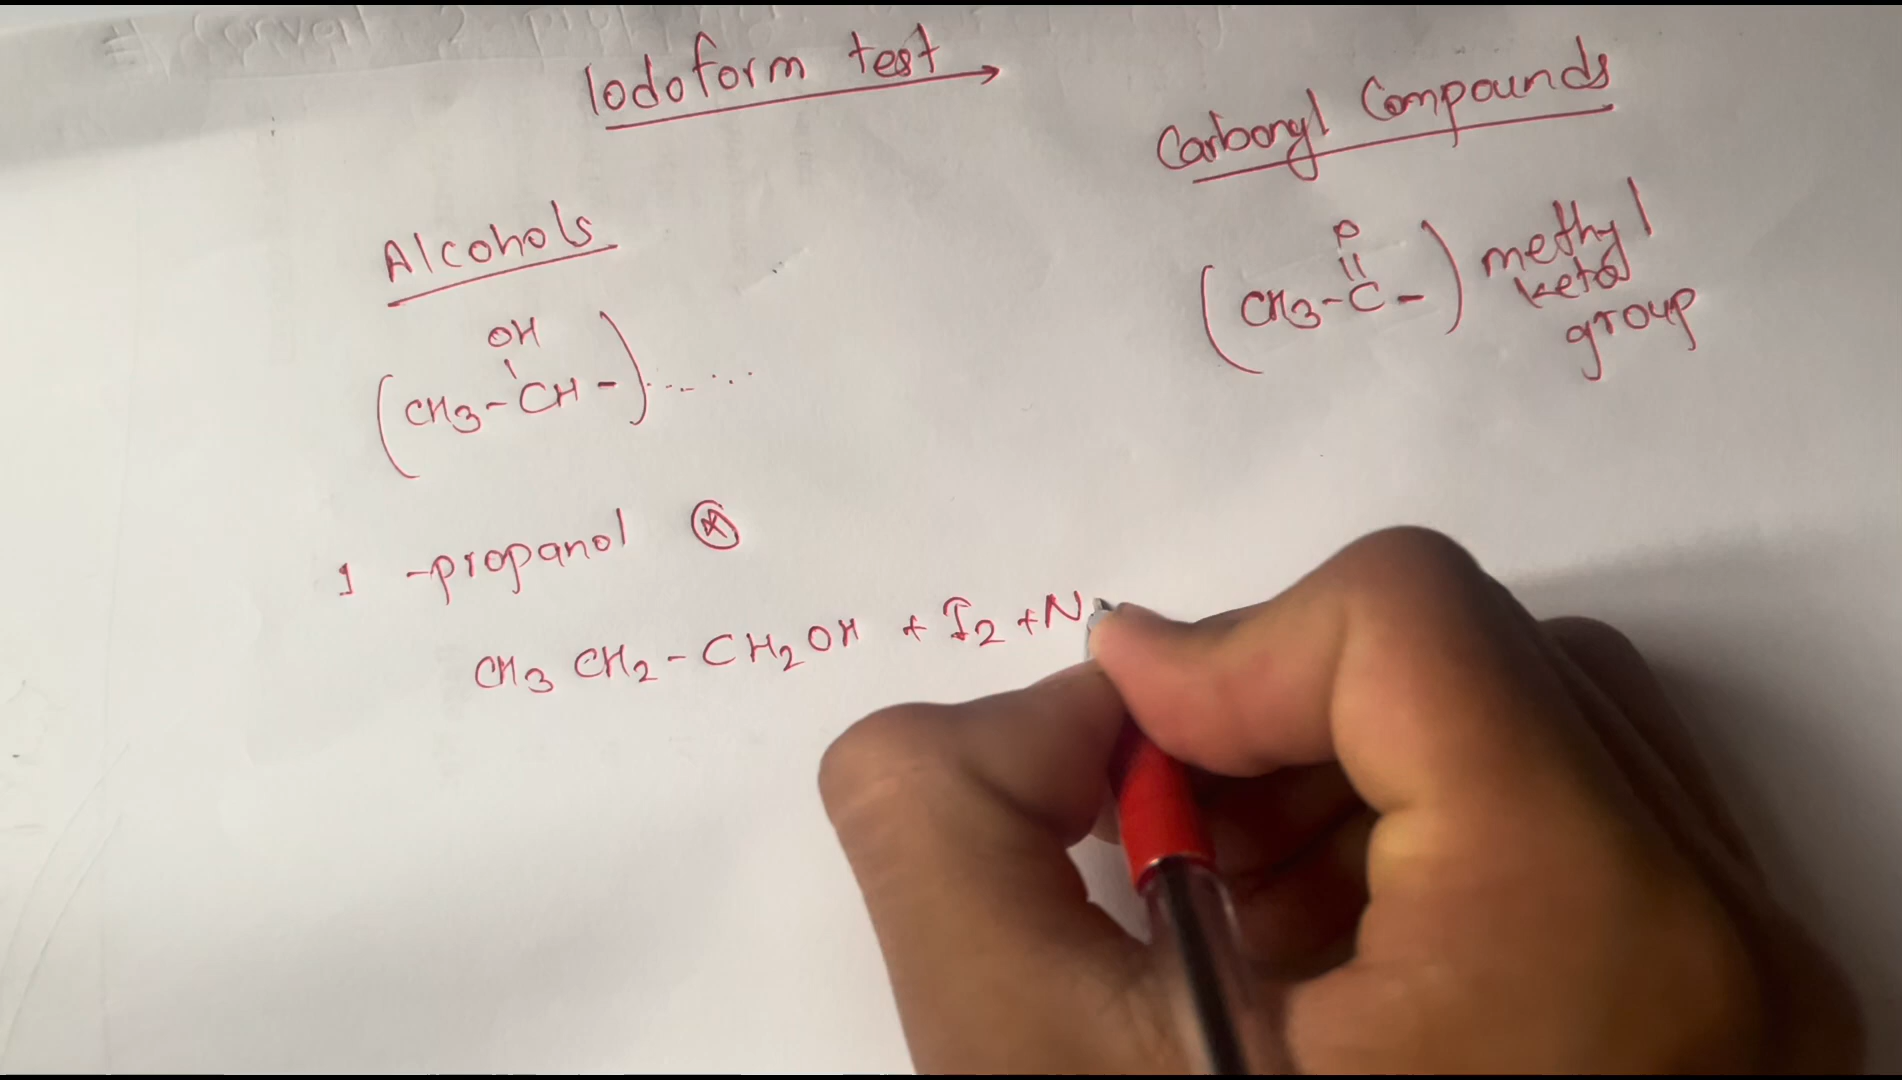 Iodoform test
Carbonyl Compounds
Alcohols
OH
(CH3-CH-).......
O
(CH3-C-) methyl
keto
group
1 -propanol
CH3 CH2-CH2OH + I2 +N